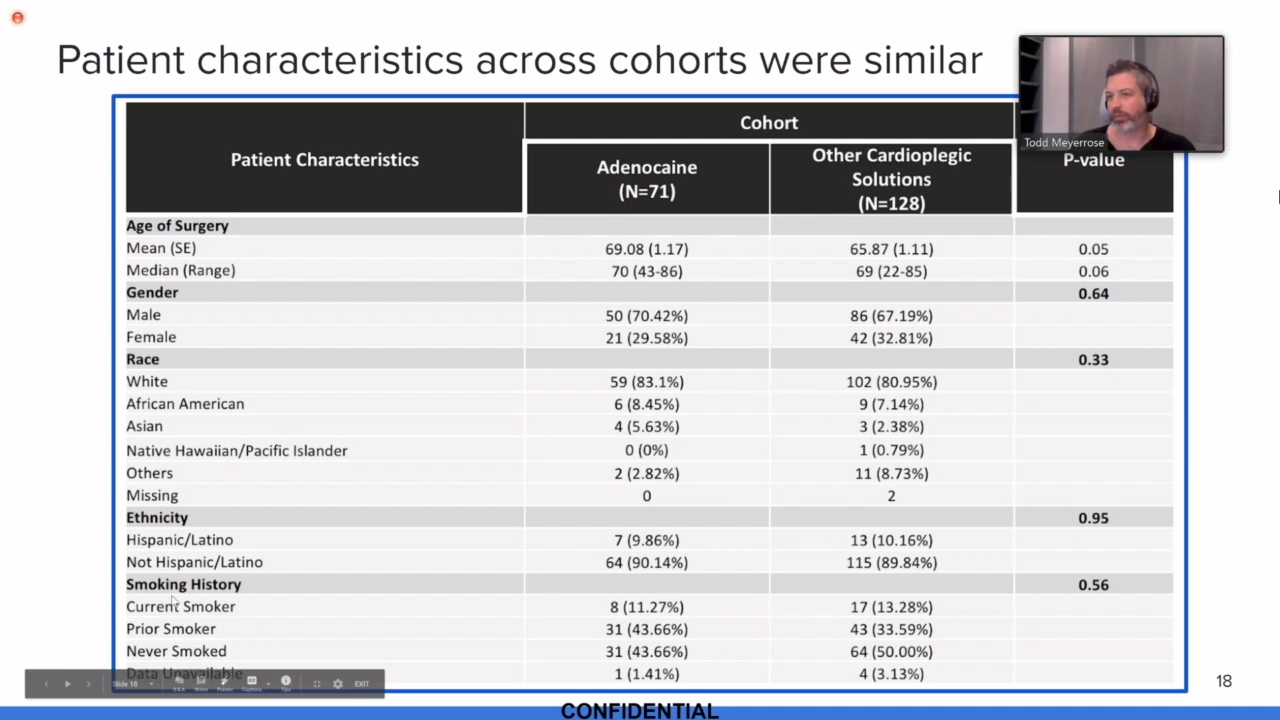 Patient characteristics across cohorts were similar
Todd Meyerrose
Patient Characteristics
Cohort
Adenocaine
(N=71)
Other Cardioplegic
Solutions
(N=128)
P-value
Age of Surgery
Mean (SE) 69.08 (1.17) 65.87 (1.11) 0.05
Median (Range) 70 (43-86) 69 (22-85) 0.06
Gender 0.64
Male 50 (70.42%) 86 (67.19%)
Female 21 (29.58%) 42 (32.81%)
Race 0.33
White 59 (83.1%) 102 (80.95%)
African American 6 (8.45%) 9 (7.14%)
Asian 4 (5.63%) 3 (2.38%)
Native Hawaiian/Pacific Islander 0 (0%) 1 (0.79%)
Others 2 (2.82%) 11 (8.73%)
Missing 0 2
Ethnicity 0.95
Hispanic/Latino 7 (9.86%) 13 (10.16%)
Not Hispanic/Latino 64 (90.14%) 115 (89.84%)
Smoking History 0.56
Current Smoker 8 (11.27%) 17 (13.28%)
Prior Smoker 31 (43.66%) 43 (33.59%)
Never Smoked 31 (43.66%) 64 (50.00%)
Data Unavailable 1 (1.41%) 4 (3.13%)
Slide 18
Q&A Notes Pointer Captions Tips EXIT
18
CONFIDENTIAL